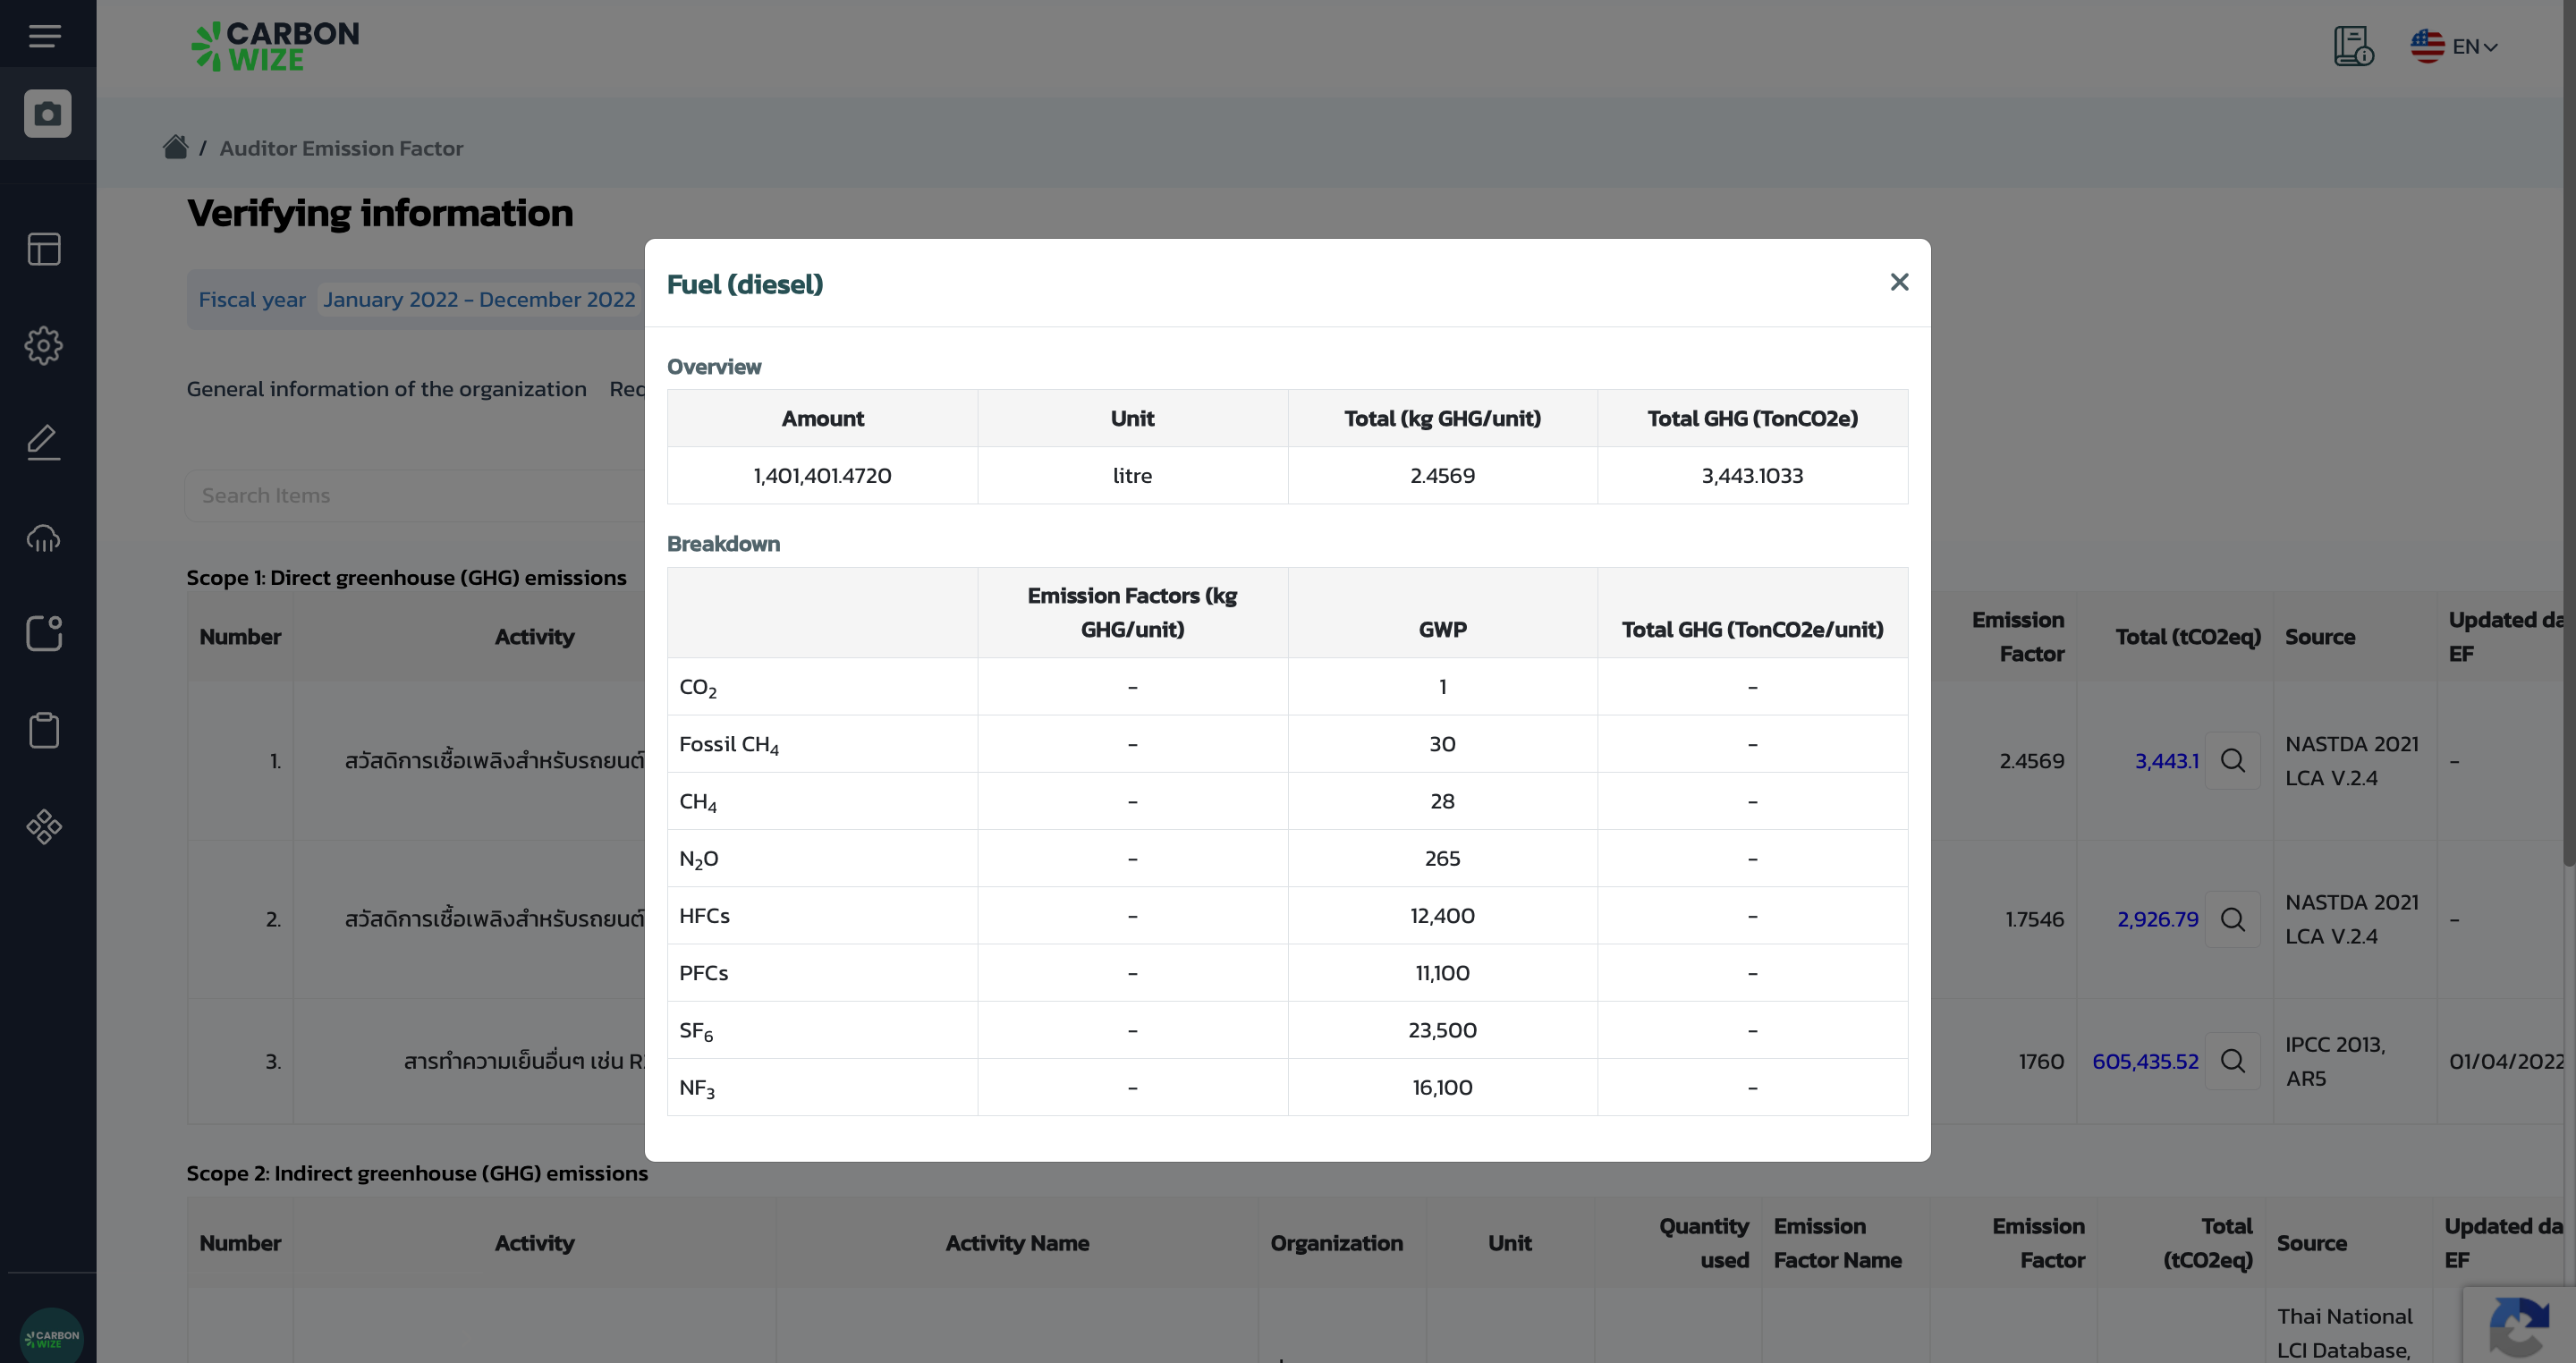 CARBON
WIZE
EN
/ Auditor Emission Factor
Verifying information
Fiscal year January 2022 - December 2022
General information of the organization
Search Items
Fuel (diesel)
Overview
Amount Unit Total (kg GHG/unit) Total GHG (TonCO2e)
1,401,401.4720 litre 2.4569 3,443.1033
Breakdown
Emission Factors (kg
GHG/unit) GWP Total GHG (TonCO2e/unit)
CO2 - 1 -
Fossil CH4 - 30 -
CH4 - 28 -
N2O - 265 -
HFCs - 12,400 -
PFCs - 11,100 -
SF6 - 23,500 -
NF3 - 16,100 -
Scope 1: Direct greenhouse (GHG) emissions
Number Activity Emission
Factor Total (tCO2eq) Source Updated
EF
1. สวัสดิการเชื้อเพลิงสำหรับรถยนต์ 2.4569 3,443.1 NASTDA 2021
LCA V.2.4 -
2. สวัสดิการเชื้อเพลิงสำหรับรถยนต์ 1.7546 2,926.79 NASTDA 2021
LCA V.2.4 -
3. สารทำความเย็นอื่นๆ เช่น 1760 605,435.52 IPCC 2013,
AR5 01/04/2022
Scope 2: Indirect greenhouse (GHG) emissions
Number Activity Activity Name Organization Unit Quantity
used Emission
Factor Name Emission
Factor Total
(tCO2eq) Source Updated
EF
Thai National
LCI Database,
CARBON
WIZE